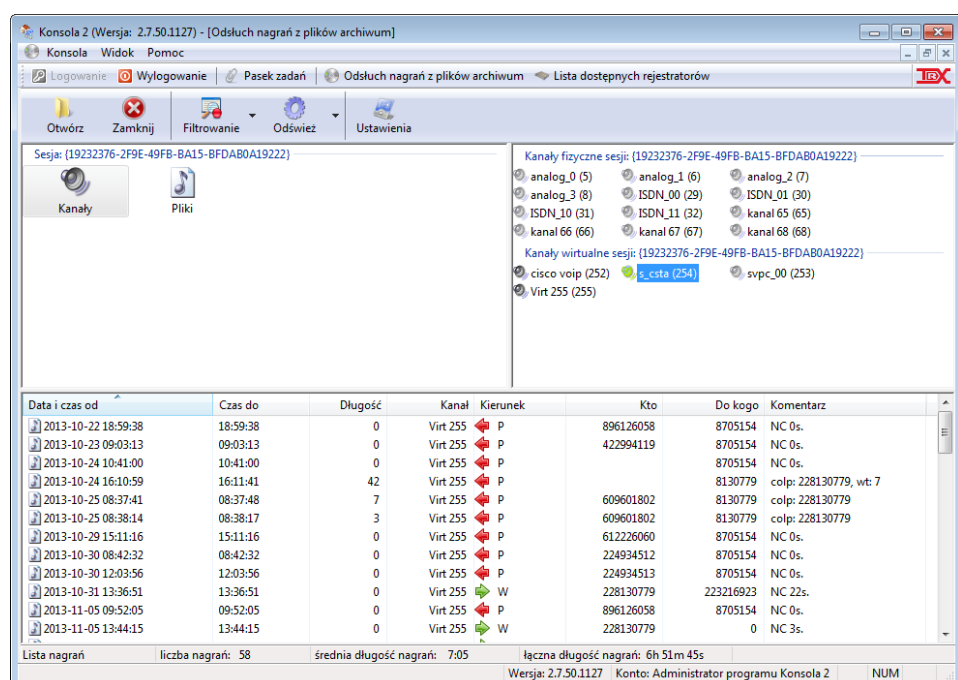 Konsola 2 (Wersja: 2.7.50.1127) - [Odsłuch nagrań z plików archiwum]
Konsola Widok Pomoc
Logowanie Wylogowanie Pasek zadań Odsłuch nagrań z plików archiwum Lista dostępnych rejestratorów TRX
Otwórz Zamknij Filtrowanie Odśwież Ustawienia
Sesja: {19232376-2F9E-49FB-BA15-BFDAB0A19222}
Kanały Pliki
Kanały fizyczne sesji: {19232376-2F9E-49FB-BA15-BFDAB0A19222}
analog_0 (5) analog_1 (6) analog_2 (7)
analog_3 (8) ISDN_00 (29) ISDN_01 (30)
ISDN_10 (31) ISDN_11 (32) kanal 65 (65)
kanal 66 (66) kanal 67 (67) kanal 68 (68)
Kanały wirtualne sesji: {19232376-2F9E-49FB-BA15-BFDAB0A19222}
cisco voip (252) s_csta (254) svpc_00 (253)
Virt 255 (255)
Data i czas od Czas do Długość Kanał Kierunek Kto Do kogo Komentarz
2013-10-22 18:59:38 18:59:38 0 Virt 255 P 896126058 8705154 NC 0s.
2013-10-23 09:03:13 09:03:13 0 Virt 255 P 422994119 8705154 NC 0s.
2013-10-24 10:41:00 10:41:00 0 Virt 255 P 8705154 NC 0s.
2013-10-24 16:10:59 16:11:41 42 Virt 255 P 8130779 colp: 228130779, wt: 7
2013-10-25 08:37:41 08:37:48 7 Virt 255 P 609601802 8130779 colp: 228130779
2013-10-25 08:38:14 08:38:17 3 Virt 255 P 609601802 8130779 colp: 228130779
2013-10-29 15:11:16 15:11:16 0 Virt 255 P 612226060 8705154 NC 0s.
2013-10-30 08:42:32 08:42:32 0 Virt 255 P 224934512 8705154 NC 0s.
2013-10-30 12:03:56 12:03:56 0 Virt 255 P 224934513 8705154 NC 0s.
2013-10-31 13:36:51 13:36:51 0 Virt 255 W 228130779 223216923 NC 22s.
2013-11-05 09:52:05 09:52:05 0 Virt 255 P 896126058 8705154 NC 0s.
2013-11-05 13:44:15 13:44:15 0 Virt 255 W 228130779 0 NC 3s.
Lista nagrań liczba nagrań: 58 średnia długość nagrań: 7:05 łączna długość nagrań: 6h 51m 45s
Wersja: 2.7.50.1127 Konto: Administrator programu Konsola 2 NUM